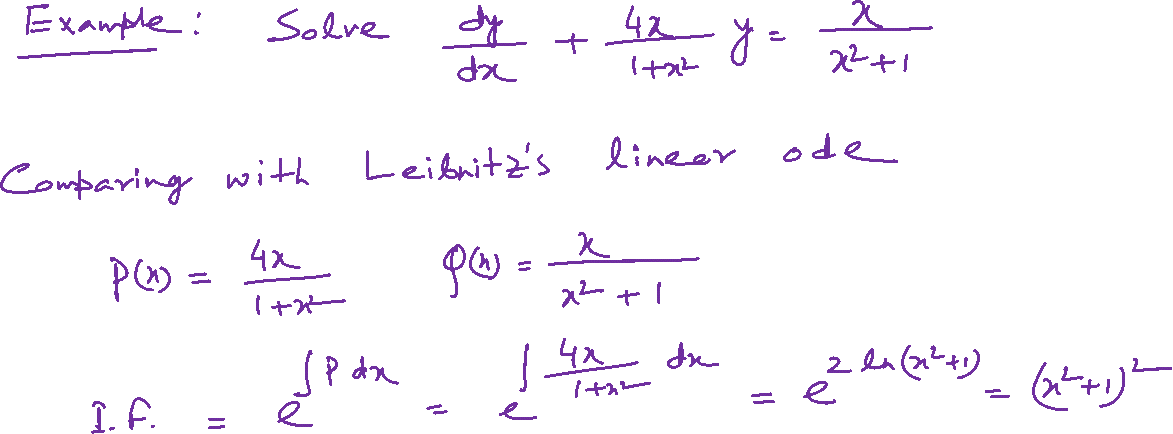 Example: Solve dy/dx + 4x/(1+x²) y = x/(x²+1)
Comparing with Leibnitz's linear ode
P(x) = 4x/(1+x²) Q(x) = x/(x²+1)
I.F. = e^(∫P dx) = e^(∫ 4x/(1+x²) dx) = e^(2 ln(x²+1)) = (x²+1)²